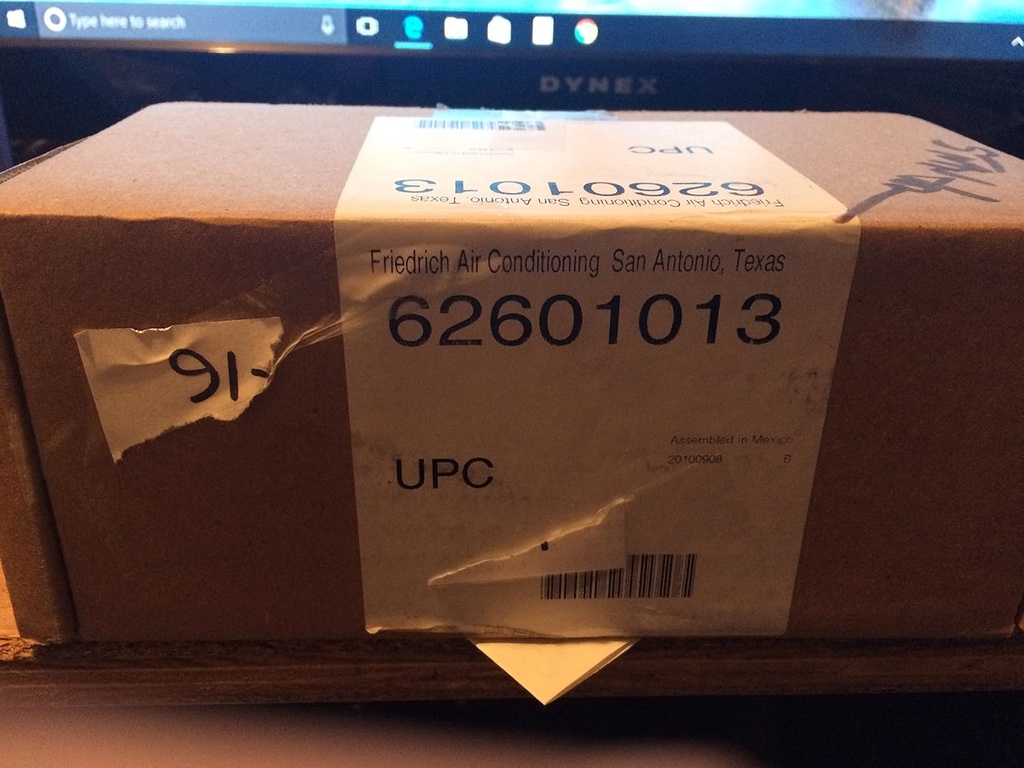 Type here to search
DYNEX
UPC
62601013
Friedrich Air Conditioning San Antonio, Texas
Friedrich Air Conditioning San Antonio, Texas
62601013
91-
Assembled in Mexico
20100908 B
UPC